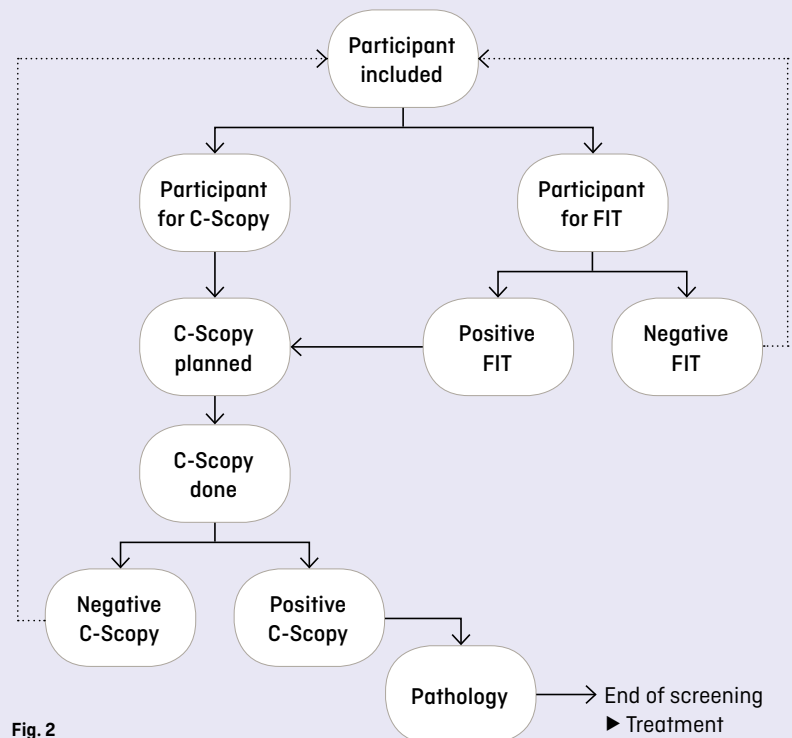 Participant
included
Participant
for C-Scopy
Participant
for FIT
C-Scopy
planned
Positive
FIT
Negative
FIT
C-Scopy
done
Negative
C-Scopy
Positive
C-Scopy
Pathology
End of screening
▶ Treatment
Fig. 2